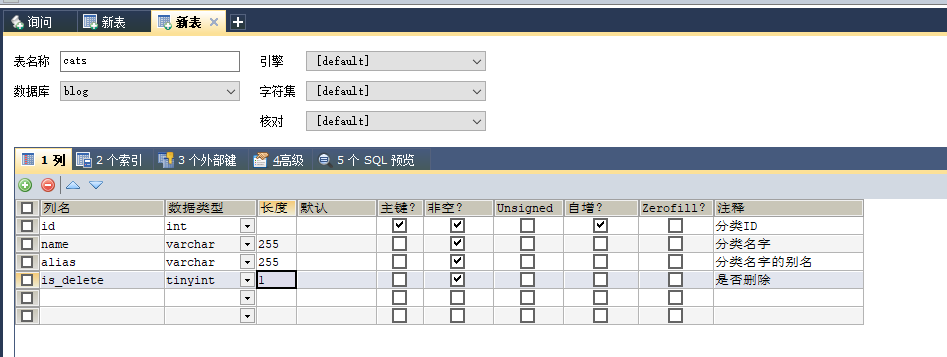 询问 新表 新表
表名称 cats 引擎 [default]
数据库 blog 字符集 [default]
核对 [default]
1 列 2 个索引 3 个外部键 4高级 5 个 SQL 预览
列名 数据类型 长度 默认 主键? 非空? Unsigned 自增? Zerofill? 注释
id int 分类ID
name varchar 255 分类名字
alias varchar 255 分类名字的别名
is_delete tinyint 1 是否删除